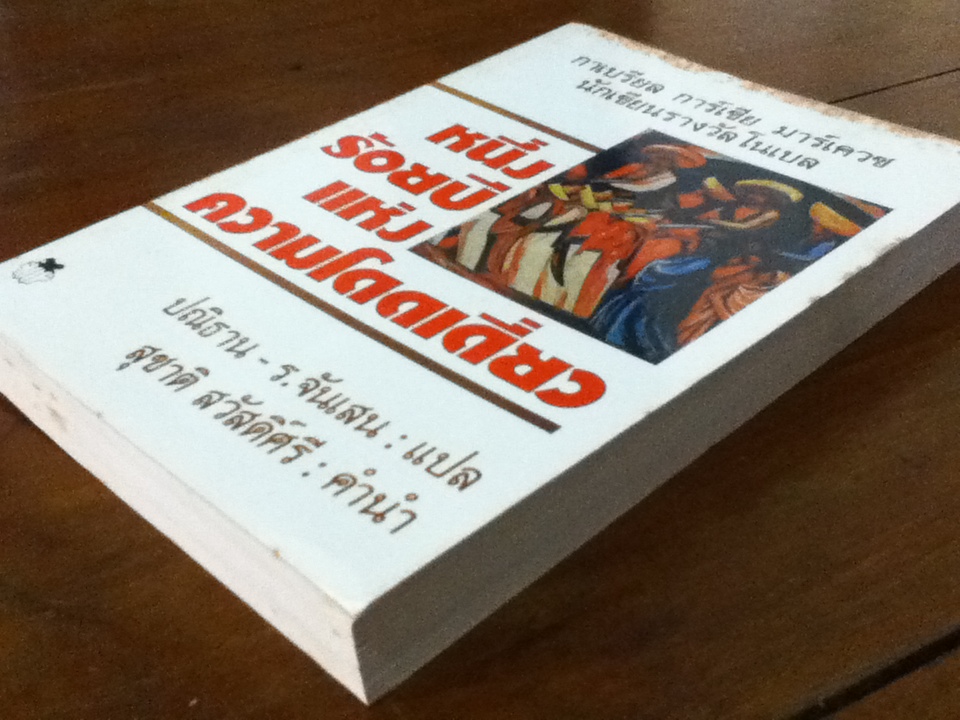 กาเบรียล การ์เซีย มาร์เควซ
นักเขียนรางวัลโนเบล
หนึ่ง
ร้อยปี
แห่ง
ความโดดเดี่ยว
ปณิธาน - ร.จันเสน : แปล
สุชาติ สวัสดิ์ศรี : คำนำ